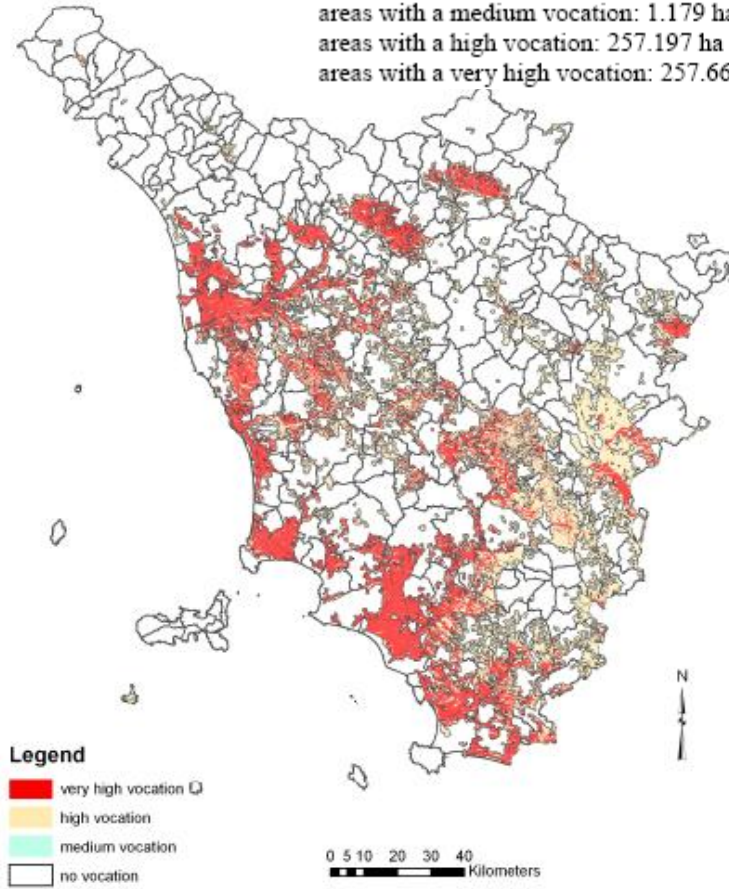 areas with a medium vocation: 1.179 ha
areas with a high vocation: 257.197 ha
areas with a very high vocation: 257.66
N
Legend
very high vocation
high vocation
medium vocation
no vocation
0 5 10 20 30 40
Kilometers